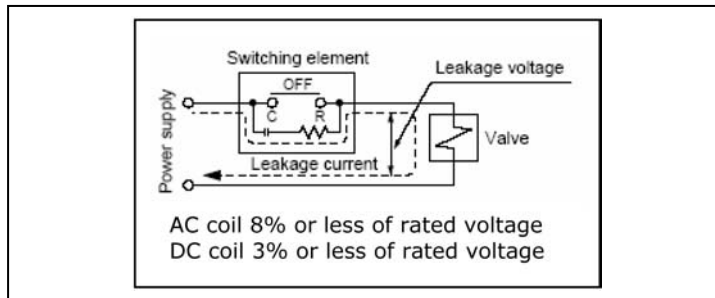 Switching element
Leakage voltage
OFF
C R
Power supply
Valve
Leakage current
AC coil 8% or less of rated voltage
DC coil 3% or less of rated voltage